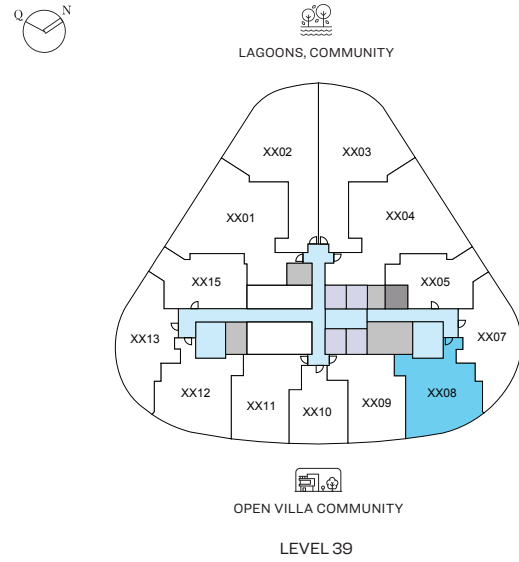 Q N
LAGOONS, COMMUNITY
XX02 XX03
XX01 XX04
XX15 XX05
XX13 XX07
XX12 XX11 XX10 XX09 XX08
OPEN VILLA COMMUNITY
LEVEL 39